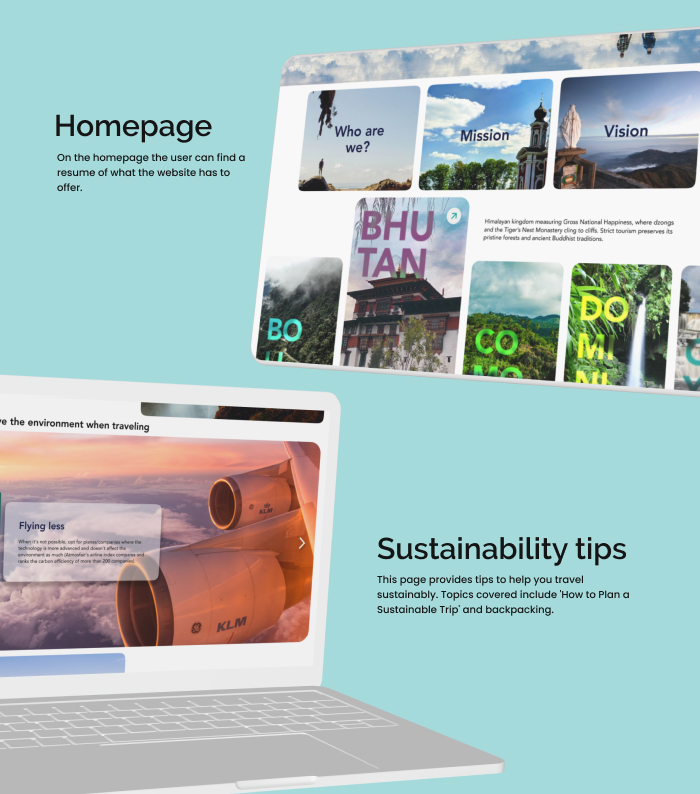 Homepage
On the homepage the user can find a
resume of what the website has to
offer.
Who are
we?
Mission
Vision
BHU
TAN
Himalayan kingdom measuring Gross National Happiness, where dzongs
and the Tiger's Nest Monastery cling to cliffs. Strict tourism preserves its
pristine forests and ancient Buddhist traditions.
BO
CO
MO
DO
MI
NI
the environment when traveling
Flying less
When it's not possible, opt for planes/companies where the
technology is more advanced and doesn't affect the
environment as much (Atmosfair's airline index compares and
ranks the carbon efficiency of more than 200 companies)
KLM
KLM
Sustainability tips
This page provides tips to help you travel
sustainably. Topics covered include 'How to Plan a
Sustainable Trip' and backpacking.